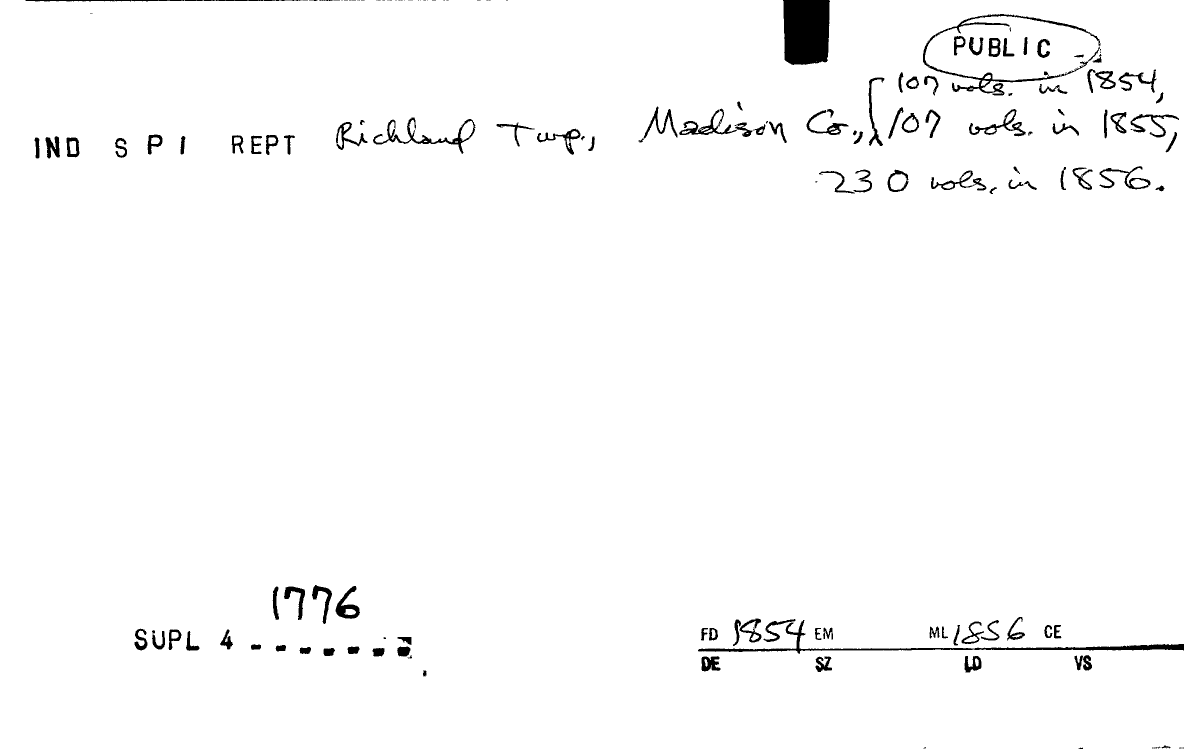 PUBLIC
107 vols. in 1854,
IND S P I REPT Richland Twp., Madison Co., 107 vols. in 1855,
230 vols. in 1856.
1776
SUPL 4 - - - - - - -
FD 1854 EM ML 1856 CE
DE SZ LD VS